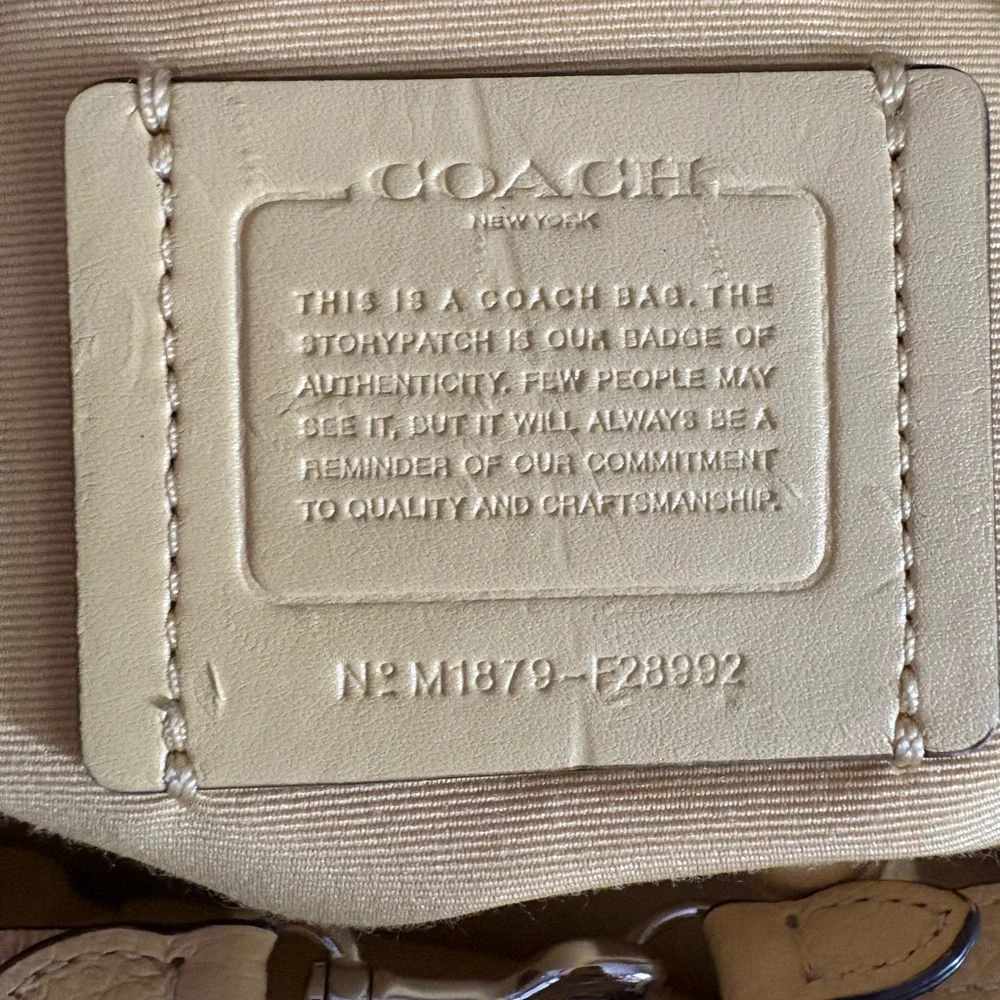 COACH
NEW YORK
THIS IS A COACH BAG. THE
STORYPATCH IS OUR BADGE OF
AUTHENTICITY. FEW PEOPLE MAY
SEE IT, BUT IT WILL ALWAYS BE A
REMINDER OF OUR COMMITMENT
TO QUALITY AND CRAFTSMANSHIP.
Nº M1879-F28992